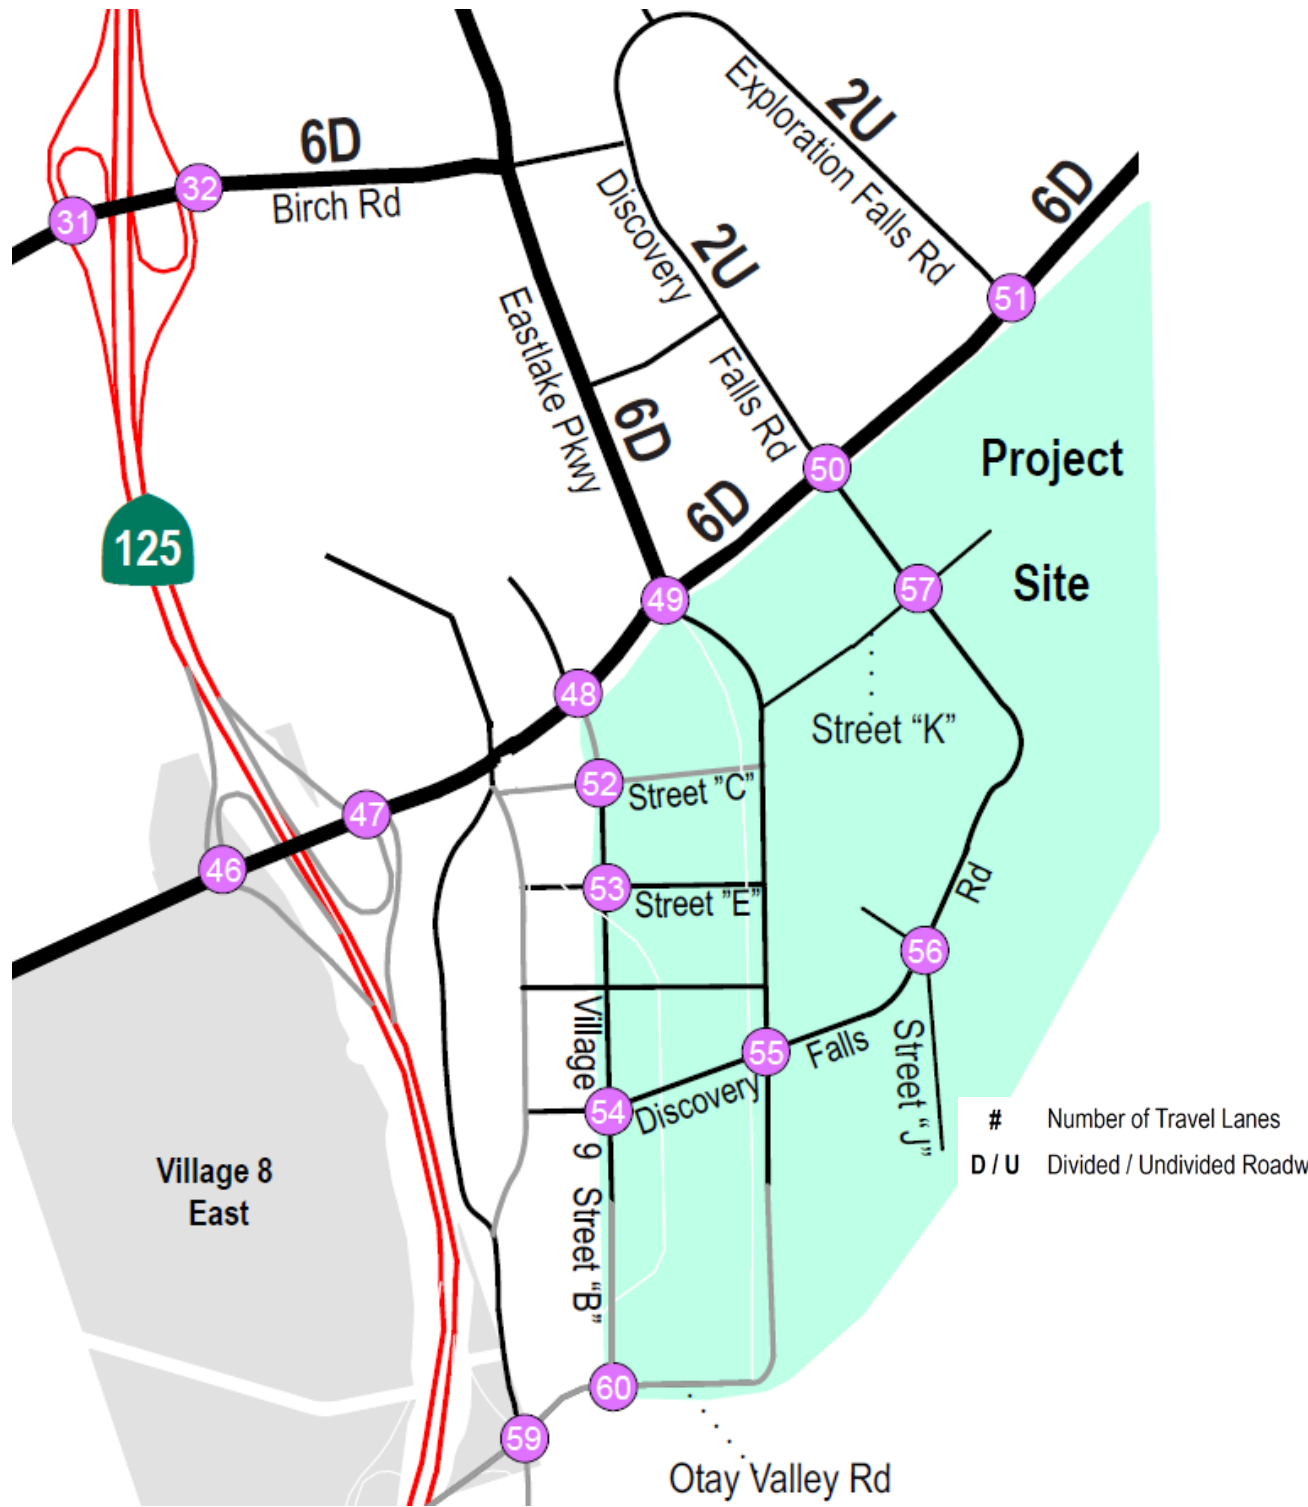 6D
2U
Exploration Falls Rd
6D
32
Birch Rd
31
Discovery
2U
51
Eastlake Pkwy
Falls Rd
6D
50
Project
6D
125
57
Site
49
48
Street "K"
52
Street "C"
47
46
53
Street "E"
Rd
56
Village 9 Street "B"
55
Falls
Street "J"
54
Discovery
# Number of Travel Lanes
D / U Divided / Undivided Roadw
Village 8
East
60
59
Otay Valley Rd